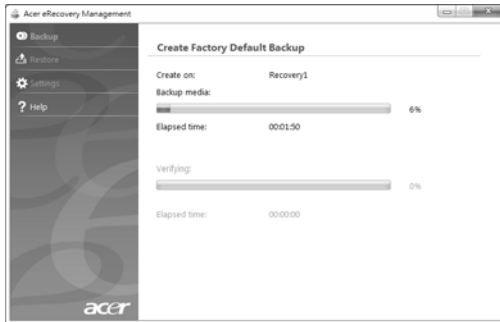 Acer eRecovery Management
Backup
Restore
Settings
? Help
Create Factory Default Backup
Create on: Recovery1
Backup media:
6%
Elapsed time: 00:01:50
Verifying:
0%
Elapsed time: 00:00:00
acer